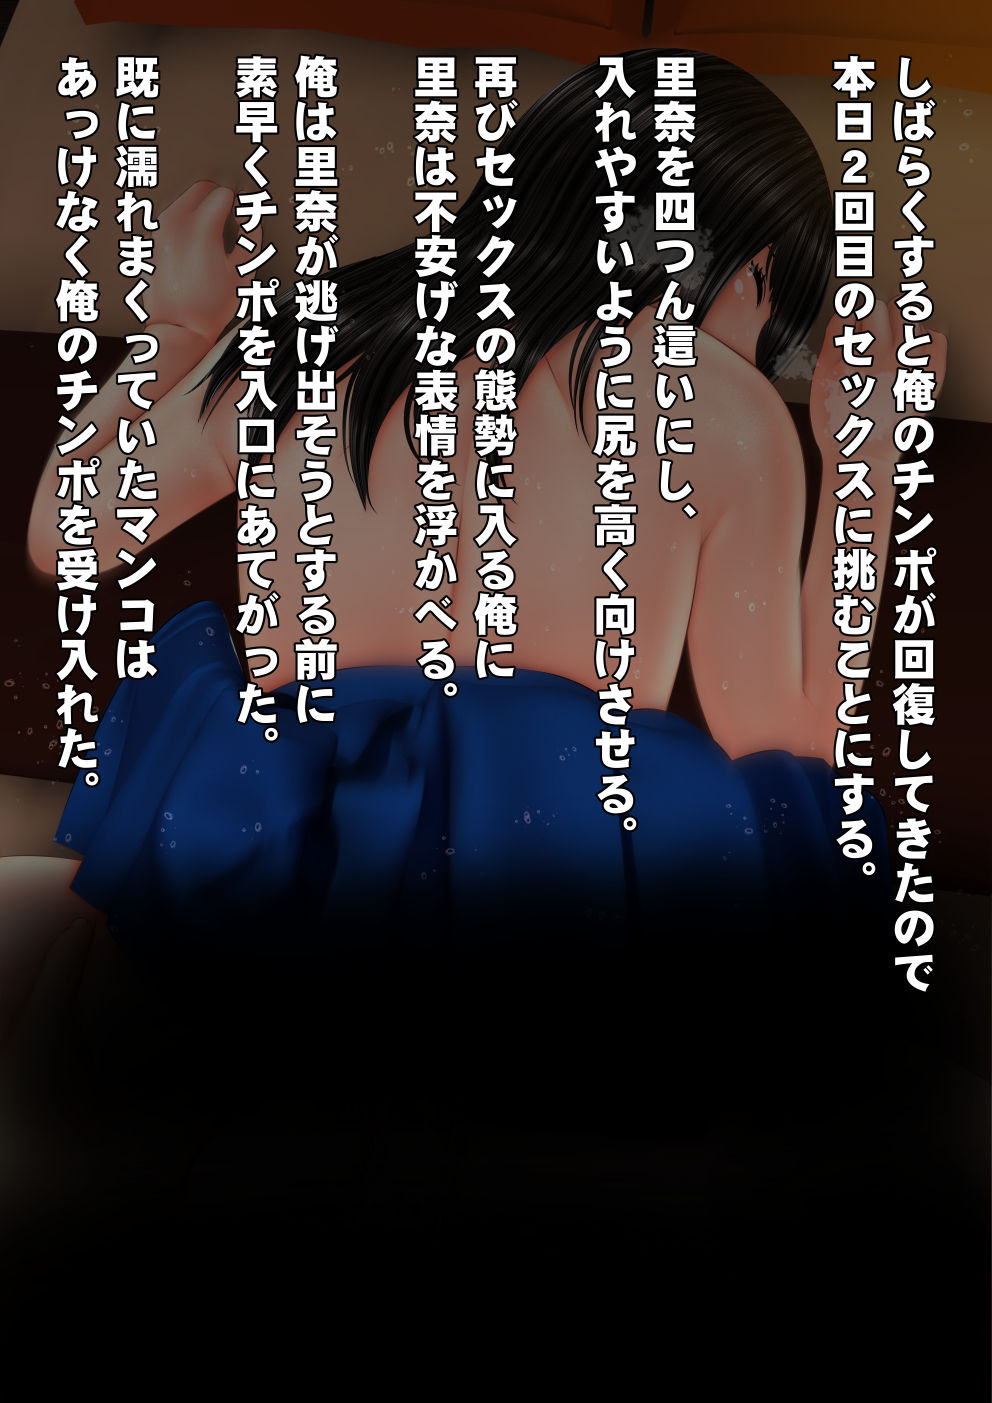 しばらくすると俺のチンポが回復してきたので
本日2回目のセックスに挑むことにする。
里奈を四つん這いにし、
入れやすいように尻を高く向けさせる。
再びセックスの態勢に入る俺に
里奈は不安げな表情を浮かべる。
俺は里奈が逃げ出そうとする前に
素早くチンポを入口にあてがった。
既に濡れまくっていたマンコは
あっけなく俺のチンポを受け入れた。